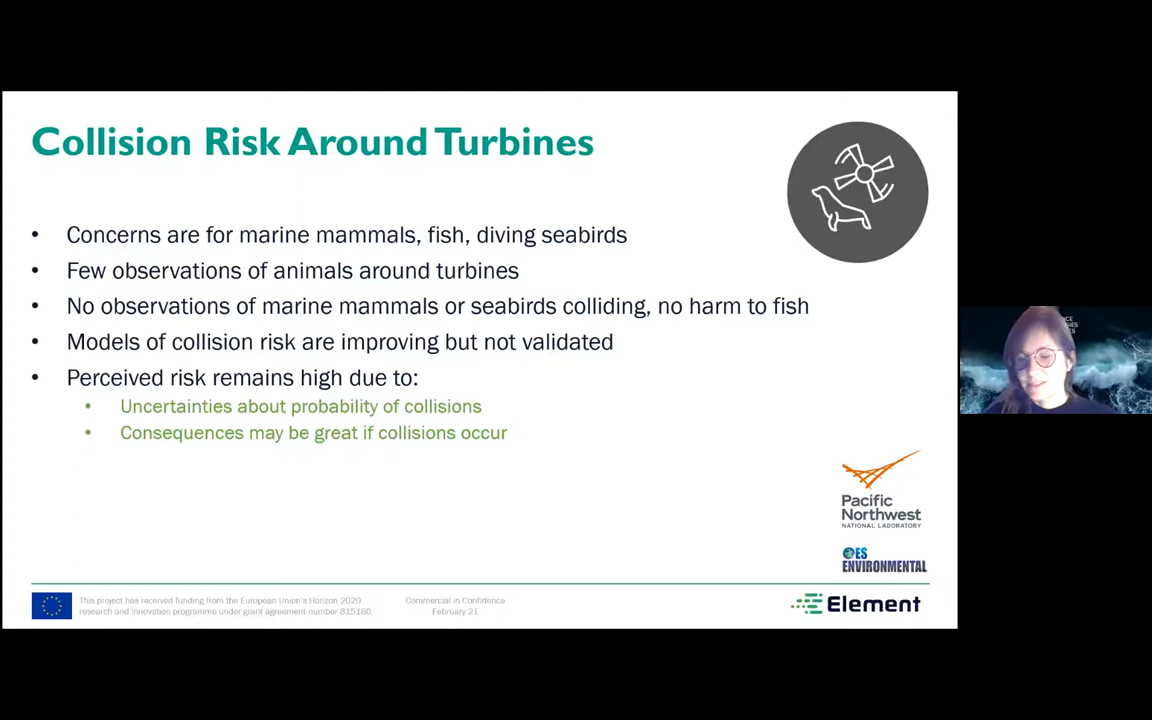 Collision Risk Around Turbines
• Concerns are for marine mammals, fish, diving seabirds
• Few observations of animals around turbines
• No observations of marine mammals or seabirds colliding, no harm to fish
• Models of collision risk are improving but not validated
• Perceived risk remains high due to:
• Uncertainties about probability of collisions
• Consequences may be great if collisions occur
Pacific
Northwest
NATIONAL LABORATORY
OES
ENVIRONMENTAL
This project has received funding from the European Union's Horizon 2020
research and innovation programme under grant agreement number 815180.
Commercial in Confidence
February 21
Element